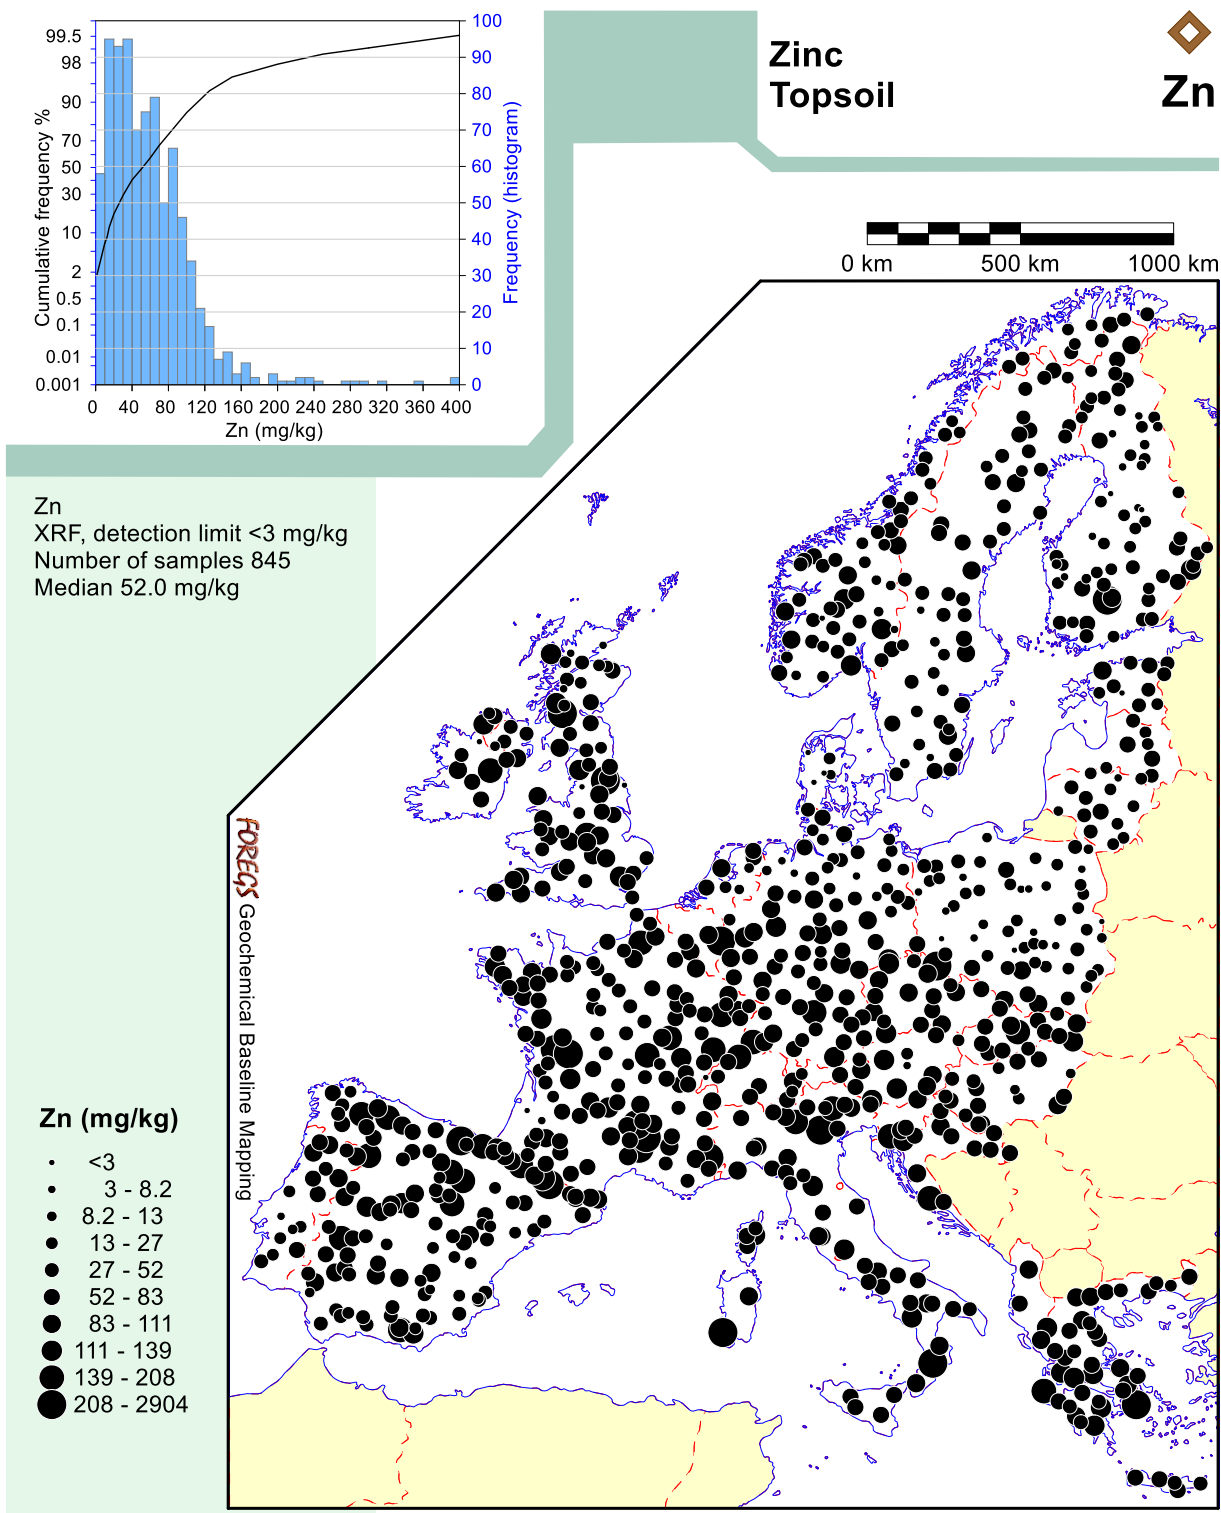 Zinc
Topsoil
Zn
99.5
98
90
70
50
30
10
2
0.5
0.1
0.01
0.001
Cumulative frequency %
100
90
80
70
60
50
40
30
20
10
0
Frequency (histogram)
0 40 80 120 160 200 240 280 320 360 400
Zn (mg/kg)
0 km 500 km 1000 km
Zn
XRF, detection limit <3 mg/kg
Number of samples 845
Median 52.0 mg/kg
FOREGS Geochemical Baseline Mapping
Zn (mg/kg)
<3
3 - 8.2
8.2 - 13
13 - 27
27 - 52
52 - 83
83 - 111
111 - 139
139 - 208
208 - 2904